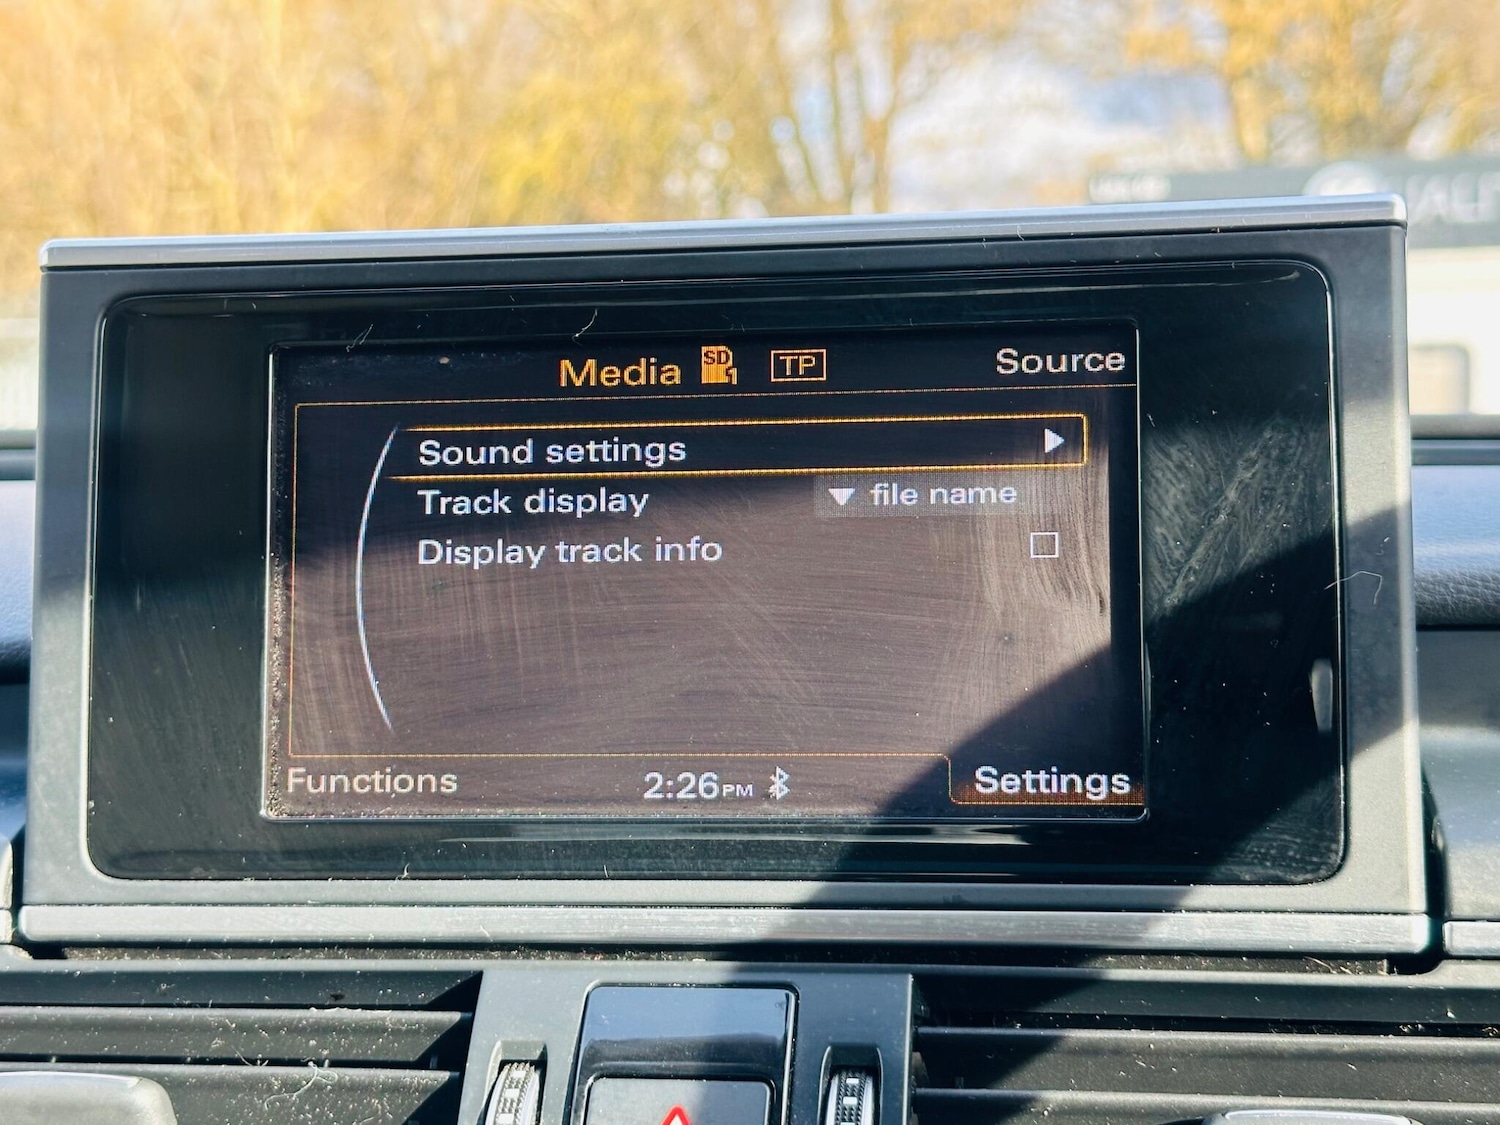 Media SD 1 TP Source
Sound settings
Track display file name
Display track info
Functions 2:26PM Settings